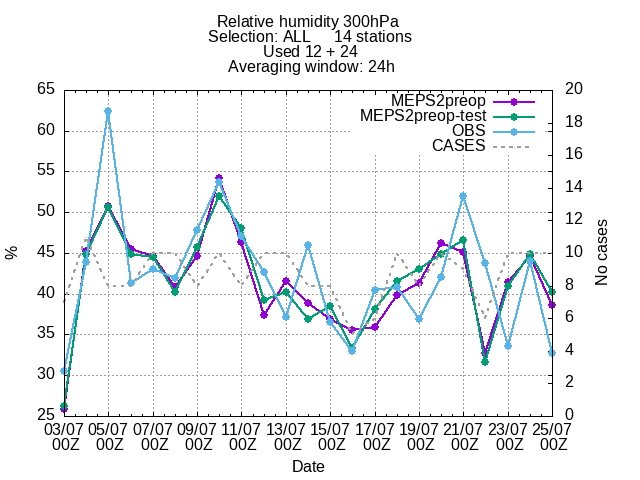 Relative humidity 300hPa
Selection: ALL     14 stations
Used 12 + 24
Averaging window: 24h
MEPS2preop
MEPS2preop-test
OBS
CASES
%
65
60
55
50
45
40
35
30
25
20
18
16
14
12
10
8
6
4
2
0
No cases
03/07 05/07 07/07 09/07 11/07 13/07 15/07 17/07 19/07 21/07 23/07 25/07
00Z 00Z 00Z 00Z 00Z 00Z 00Z 00Z 00Z 00Z 00Z 00Z
Date